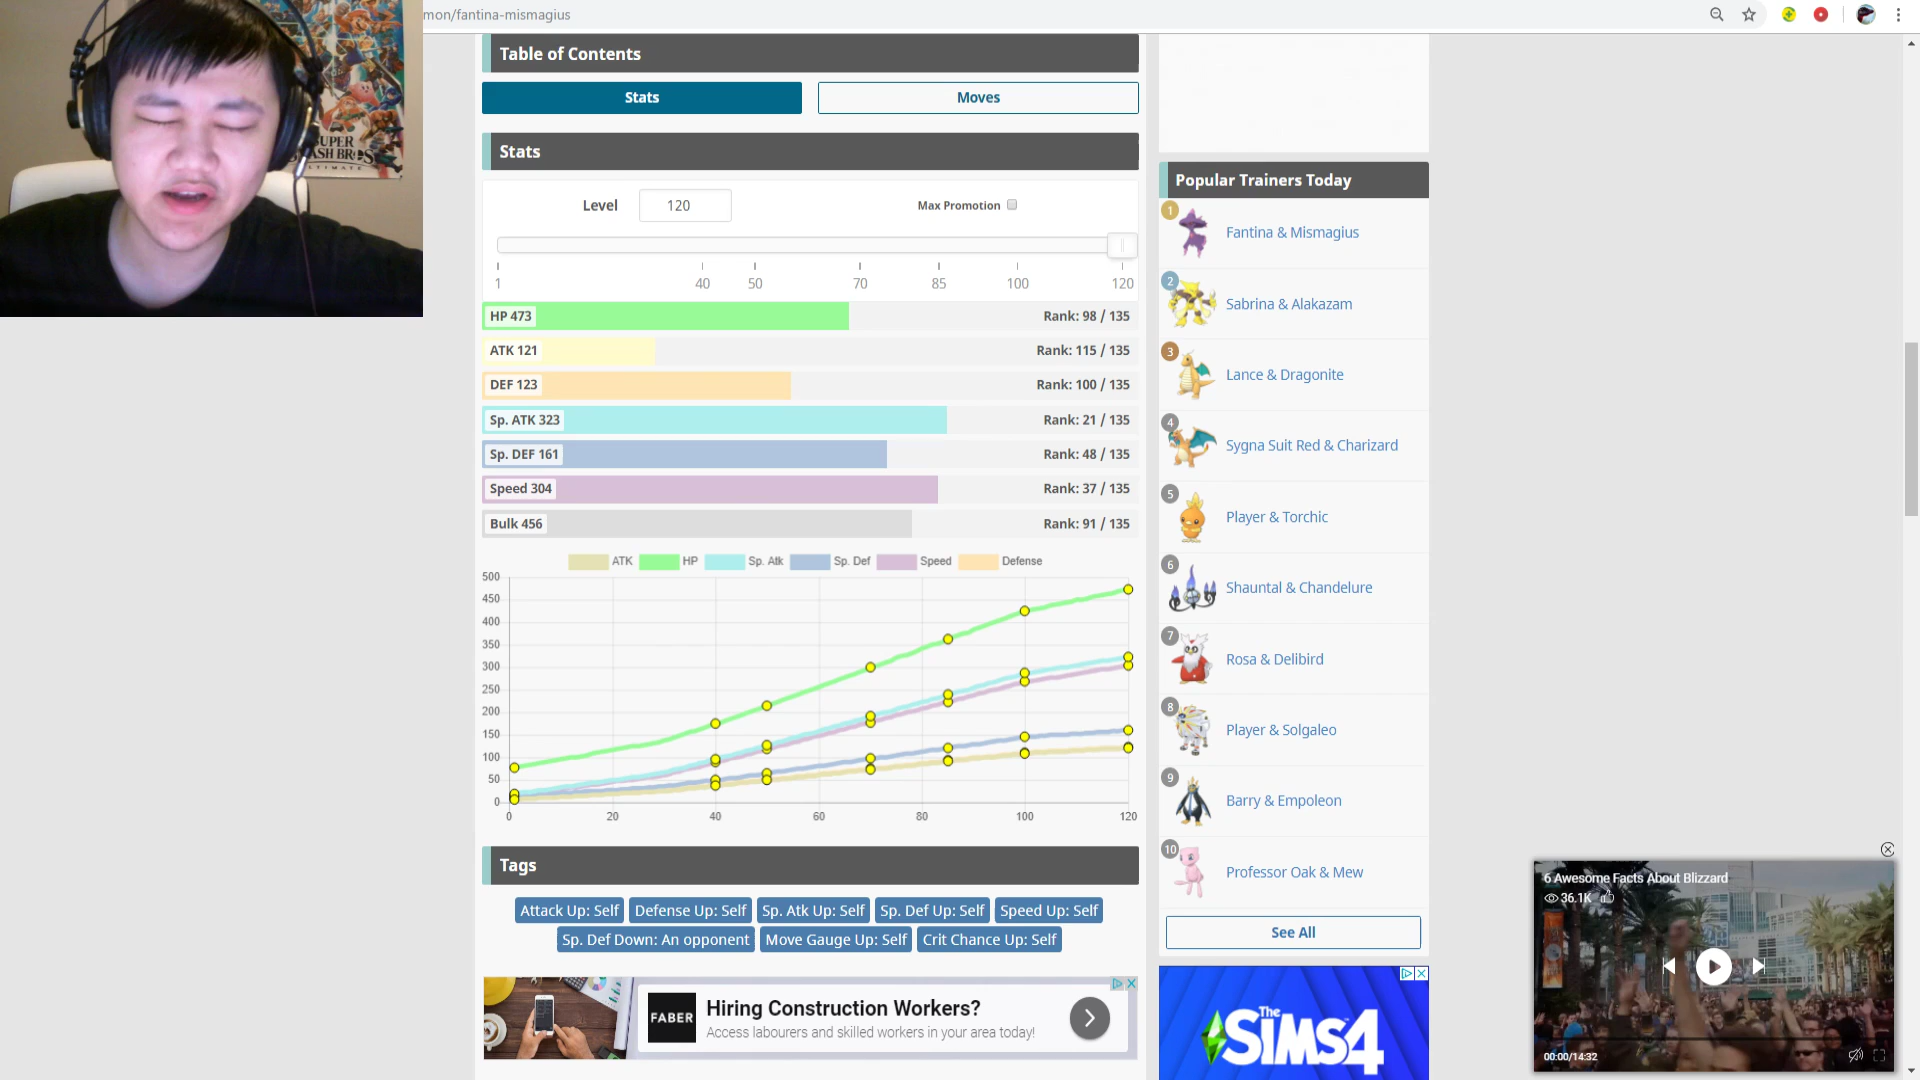 mon/fantina-mismagius
SUPER
SMASH BROS
ULTIMATE
Table of Contents
Stats
Moves
Stats
Level
120
Max Promotion
1
40
50
70
85
100
120
HP 473
Rank: 98 / 135
ATK 121
Rank: 115 / 135
DEF 123
Rank: 100 / 135
Sp. ATK 323
Rank: 21 / 135
Sp. DEF 161
Rank: 48 / 135
Speed 304
Rank: 37 / 135
Bulk 456
Rank: 91 / 135
ATK
HP
Sp. Atk
Sp. Def
Speed
Defense
500
450
400
350
300
250
200
150
100
50
0
0
20
40
60
80
100
120
Tags
Attack Up: Self
Defense Up: Self
Sp. Atk Up: Self
Sp. Def Up: Self
Speed Up: Self
Sp. Def Down: An opponent
Move Gauge Up: Self
Crit Chance Up: Self
FABER
Hiring Construction Workers?
Access labourers and skilled workers in your area today!
Popular Trainers Today
1
Fantina & Mismagius
2
Sabrina & Alakazam
3
Lance & Dragonite
4
Sygna Suit Red & Charizard
5
Player & Torchic
6
Shauntal & Chandelure
7
Rosa & Delibird
8
Player & Solgaleo
9
Barry & Empoleon
10
Professor Oak & Mew
See All
The
SIMS4
6 Awesome Facts About Blizzard
36.1K
00:00/14:32